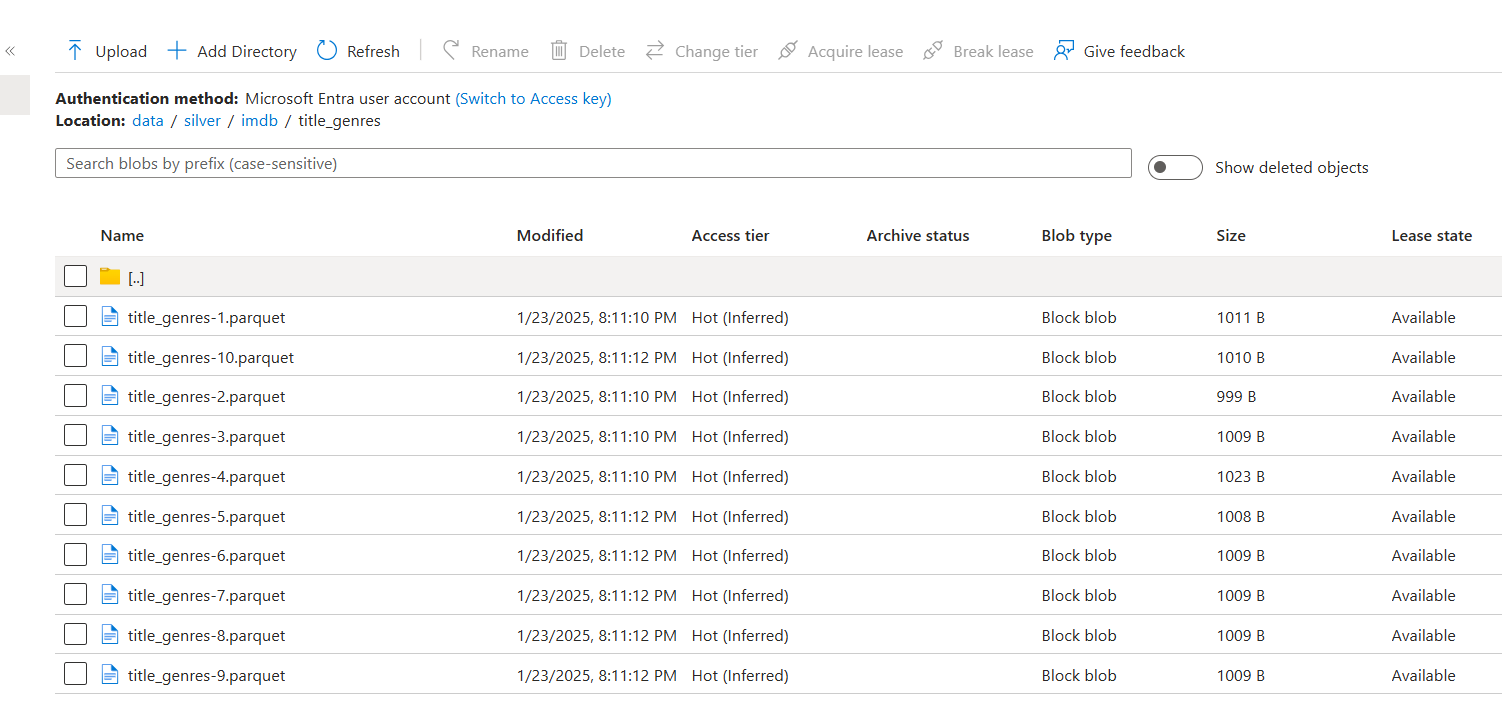 «
Upload Add Directory Refresh Rename Delete Change tier Acquire lease Break lease Give feedback
Authentication method: Microsoft Entra user account (Switch to Access key)
Location: data / silver / imdb / title_genres
Search blobs by prefix (case-sensitive) Show deleted objects
Name Modified Access tier Archive status Blob type Size Lease state
[..]
title_genres-1.parquet 1/23/2025, 8:11:10 PM Hot (Inferred) Block blob 1011 B Available
title_genres-10.parquet 1/23/2025, 8:11:12 PM Hot (Inferred) Block blob 1010 B Available
title_genres-2.parquet 1/23/2025, 8:11:10 PM Hot (Inferred) Block blob 999 B Available
title_genres-3.parquet 1/23/2025, 8:11:10 PM Hot (Inferred) Block blob 1009 B Available
title_genres-4.parquet 1/23/2025, 8:11:10 PM Hot (Inferred) Block blob 1023 B Available
title_genres-5.parquet 1/23/2025, 8:11:12 PM Hot (Inferred) Block blob 1008 B Available
title_genres-6.parquet 1/23/2025, 8:11:12 PM Hot (Inferred) Block blob 1009 B Available
title_genres-7.parquet 1/23/2025, 8:11:12 PM Hot (Inferred) Block blob 1009 B Available
title_genres-8.parquet 1/23/2025, 8:11:12 PM Hot (Inferred) Block blob 1009 B Available
title_genres-9.parquet 1/23/2025, 8:11:12 PM Hot (Inferred) Block blob 1009 B Available